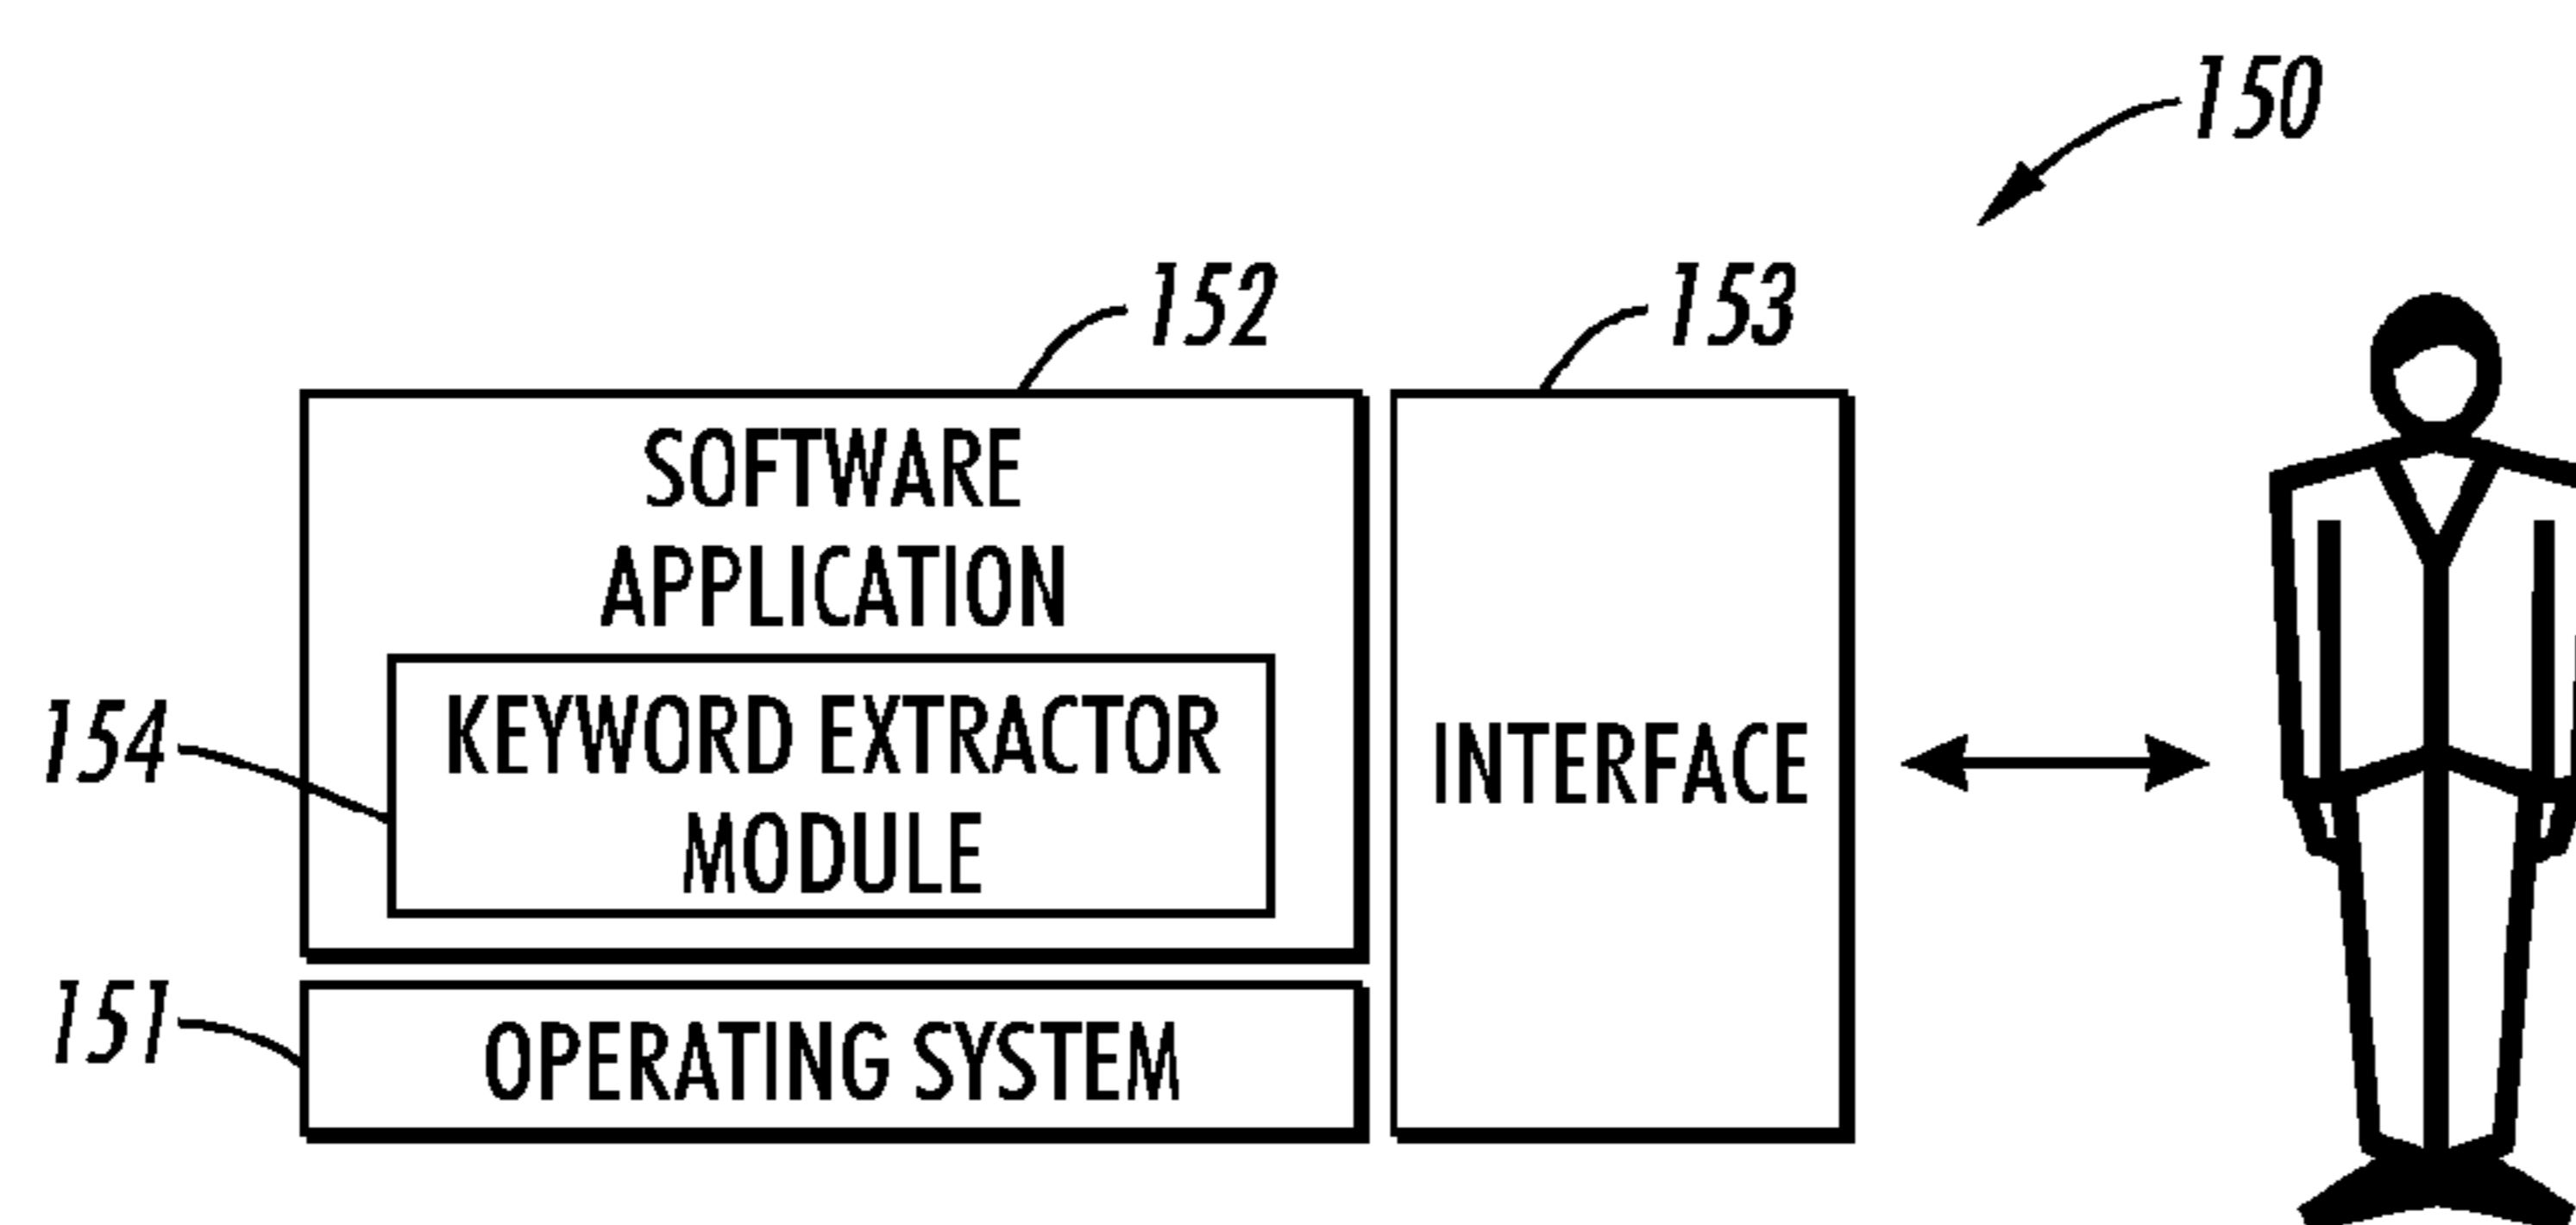 150
152
153
SOFTWARE
APPLICATION
154
KEYWORD EXTRACTOR
MODULE
INTERFACE
151
OPERATING SYSTEM